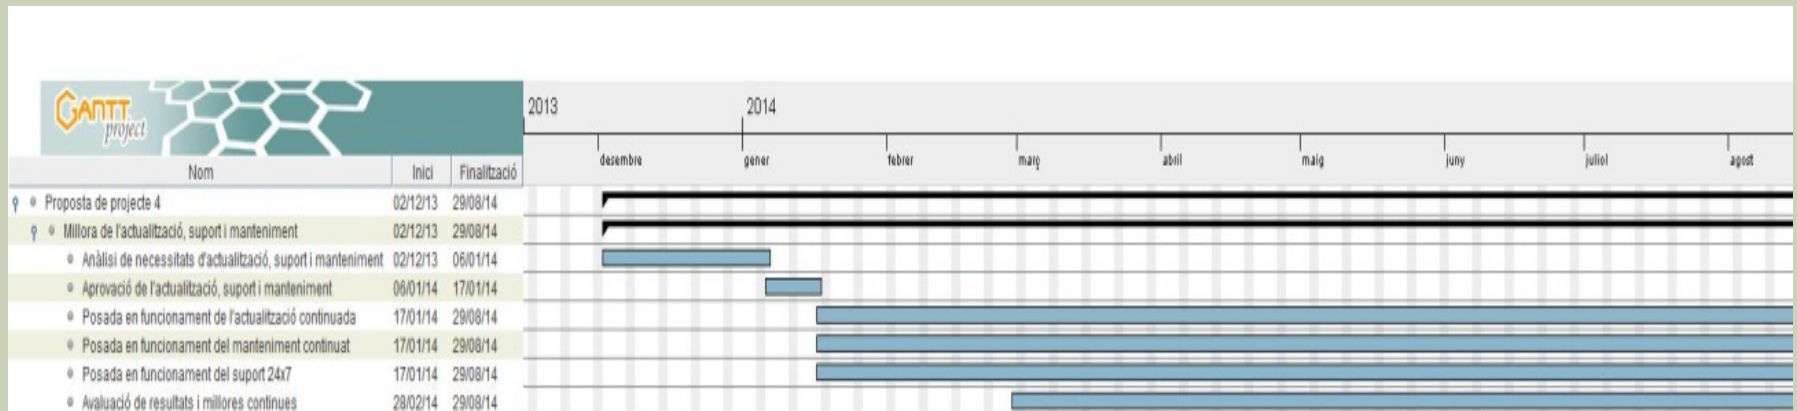 GANTT project
2013 2014
desembre gener febrer març abril maig juny juliol agost
Nom Inici Finalització
Proposta de projecte 4 02/12/13 29/08/14
Millora de l'actualització, suport i manteniment 02/12/13 29/08/14
Anàlisi de necessitats d'actualització, suport i manteniment 02/12/13 06/01/14
Aprovació de l'actualització, suport i manteniment 06/01/14 17/01/14
Posada en funcionament de l'actualització continuada 17/01/14 29/08/14
Posada en funcionament del manteniment continuat 17/01/14 29/08/14
Posada en funcionament del suport 24x7 17/01/14 29/08/14
Avaluació de resultats i millores continues 28/02/14 29/08/14